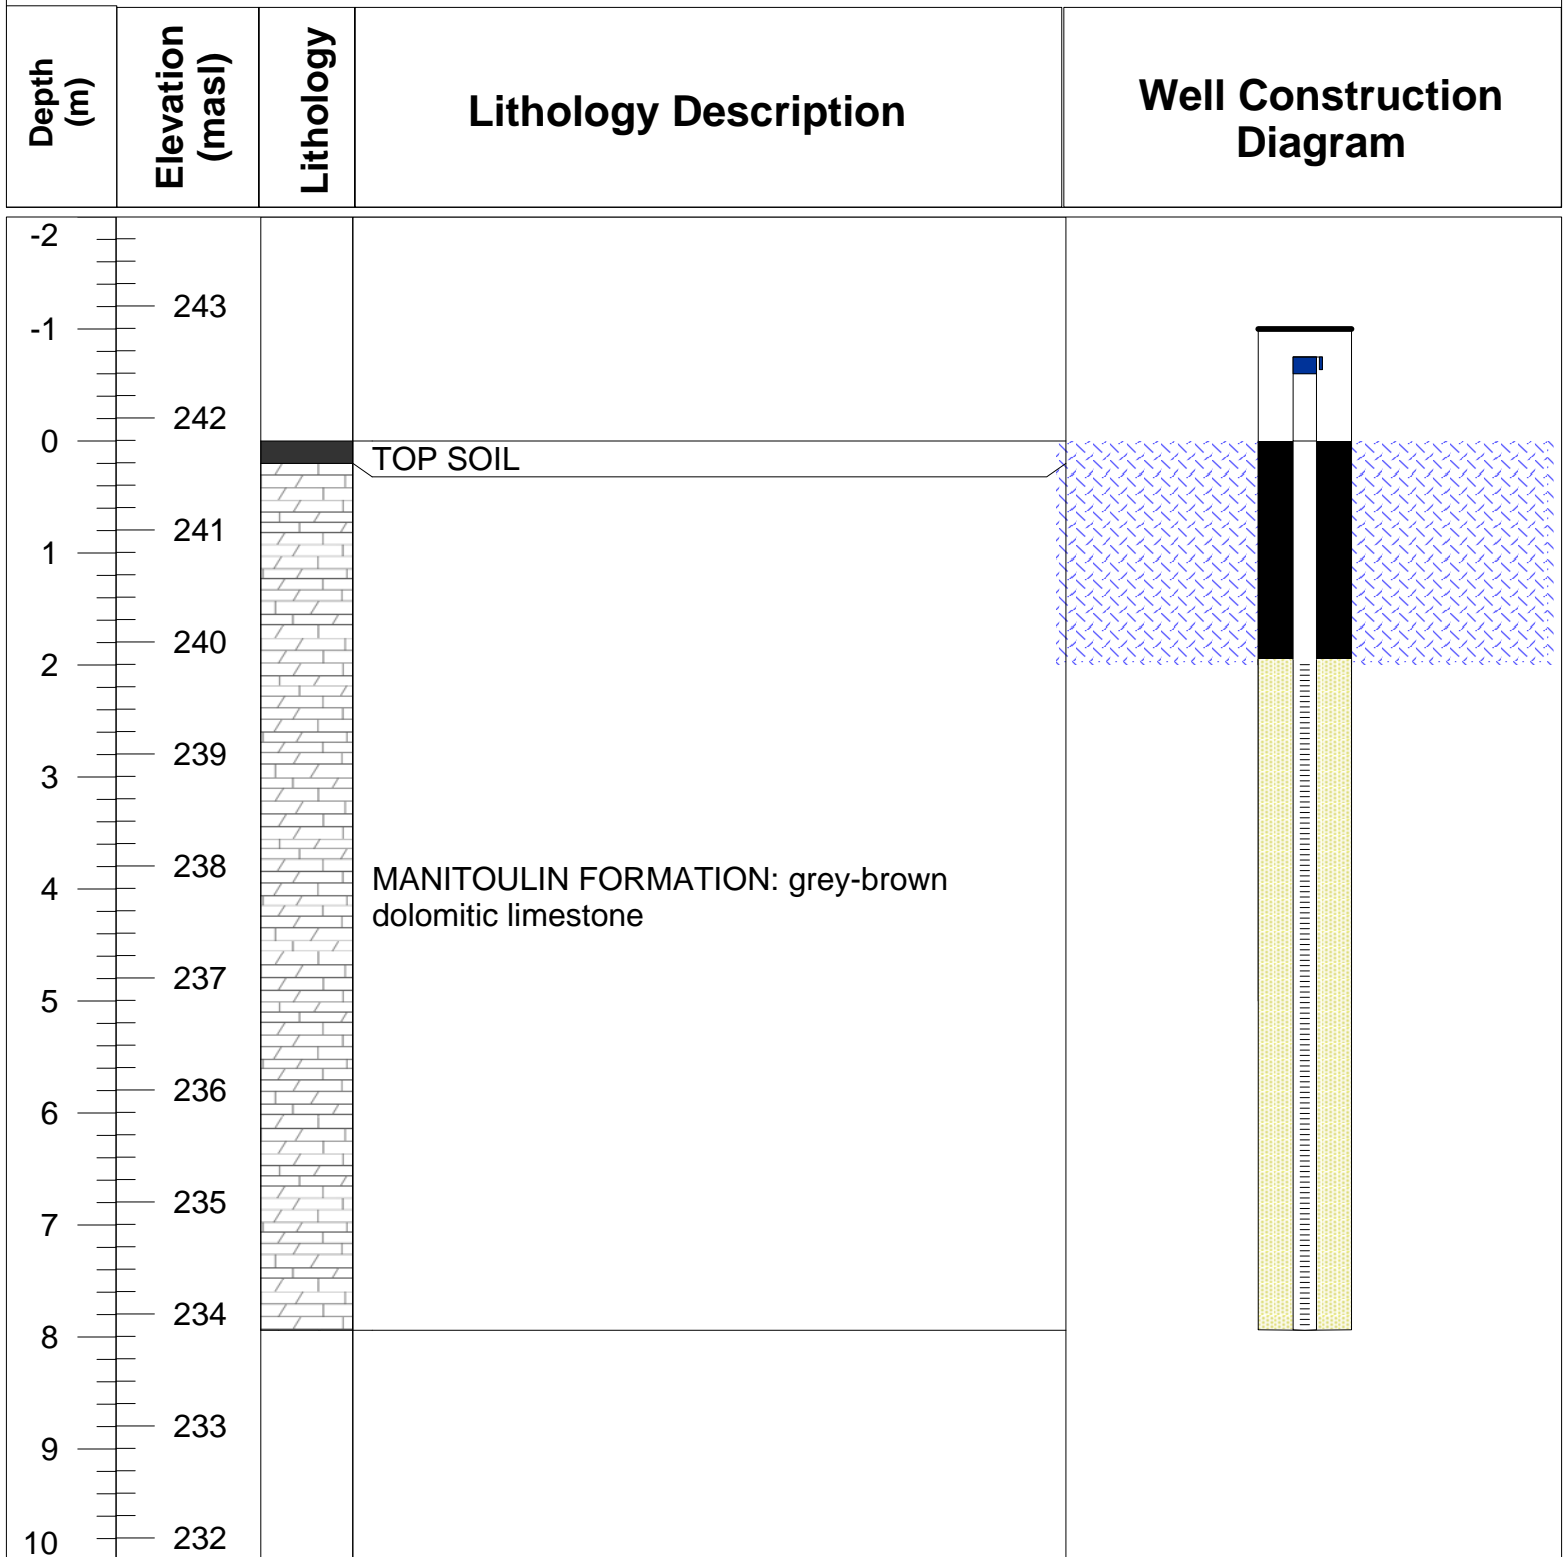 Depth
(m)
Elevation
(masl)
Lithology
Lithology Description
Well Construction
Diagram
-2
243
-1
242
0
TOP SOIL
241
1
240
2
239
3
238
MANITOULIN FORMATION: grey-brown
4
dolomitic limestone
237
5
236
6
235
7
234
8
233
9
232
10